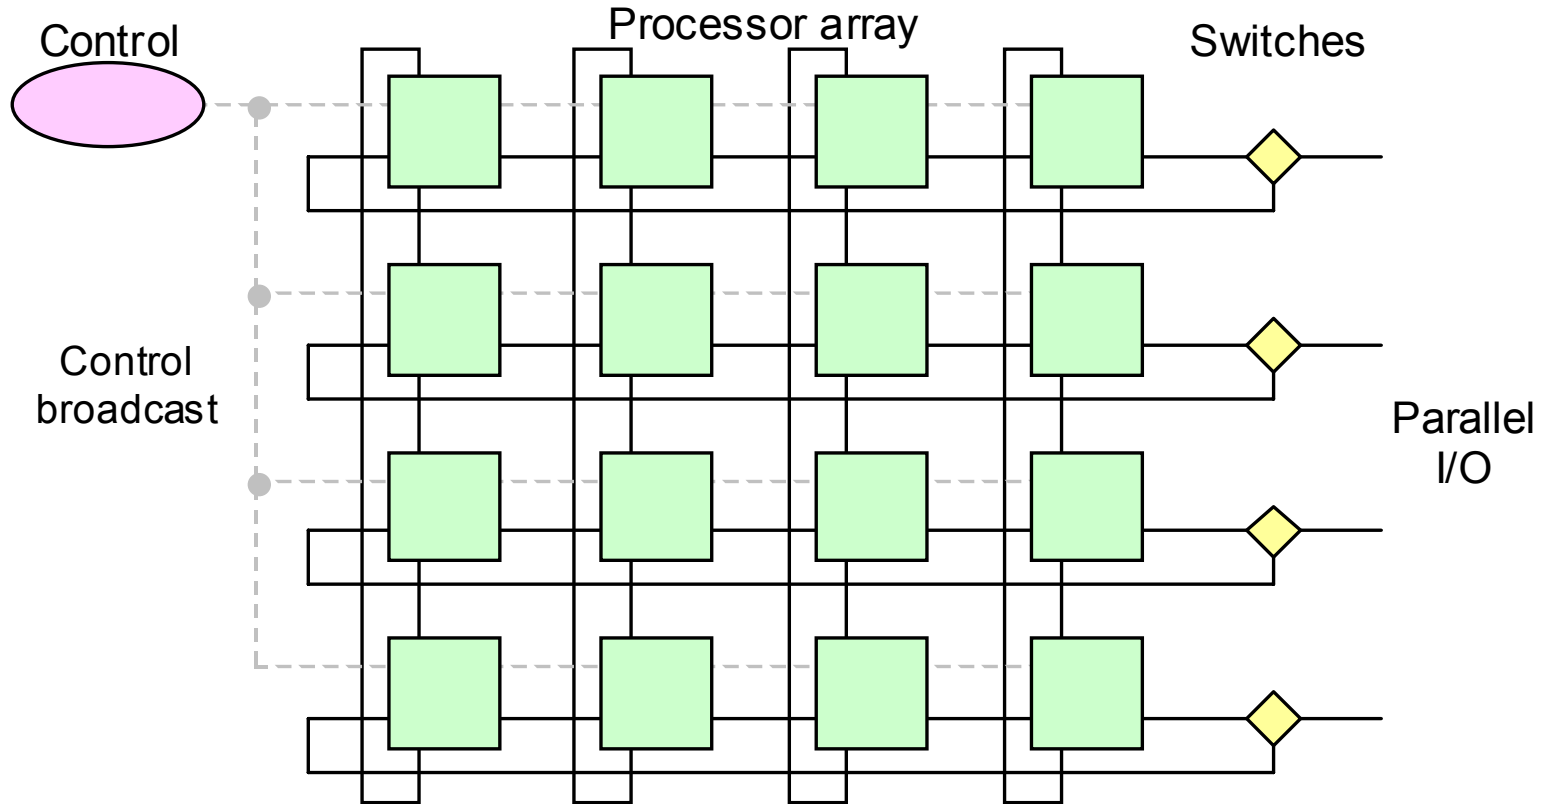 Control
Processor array
Switches
Control
broadcast
Parallel
I/O